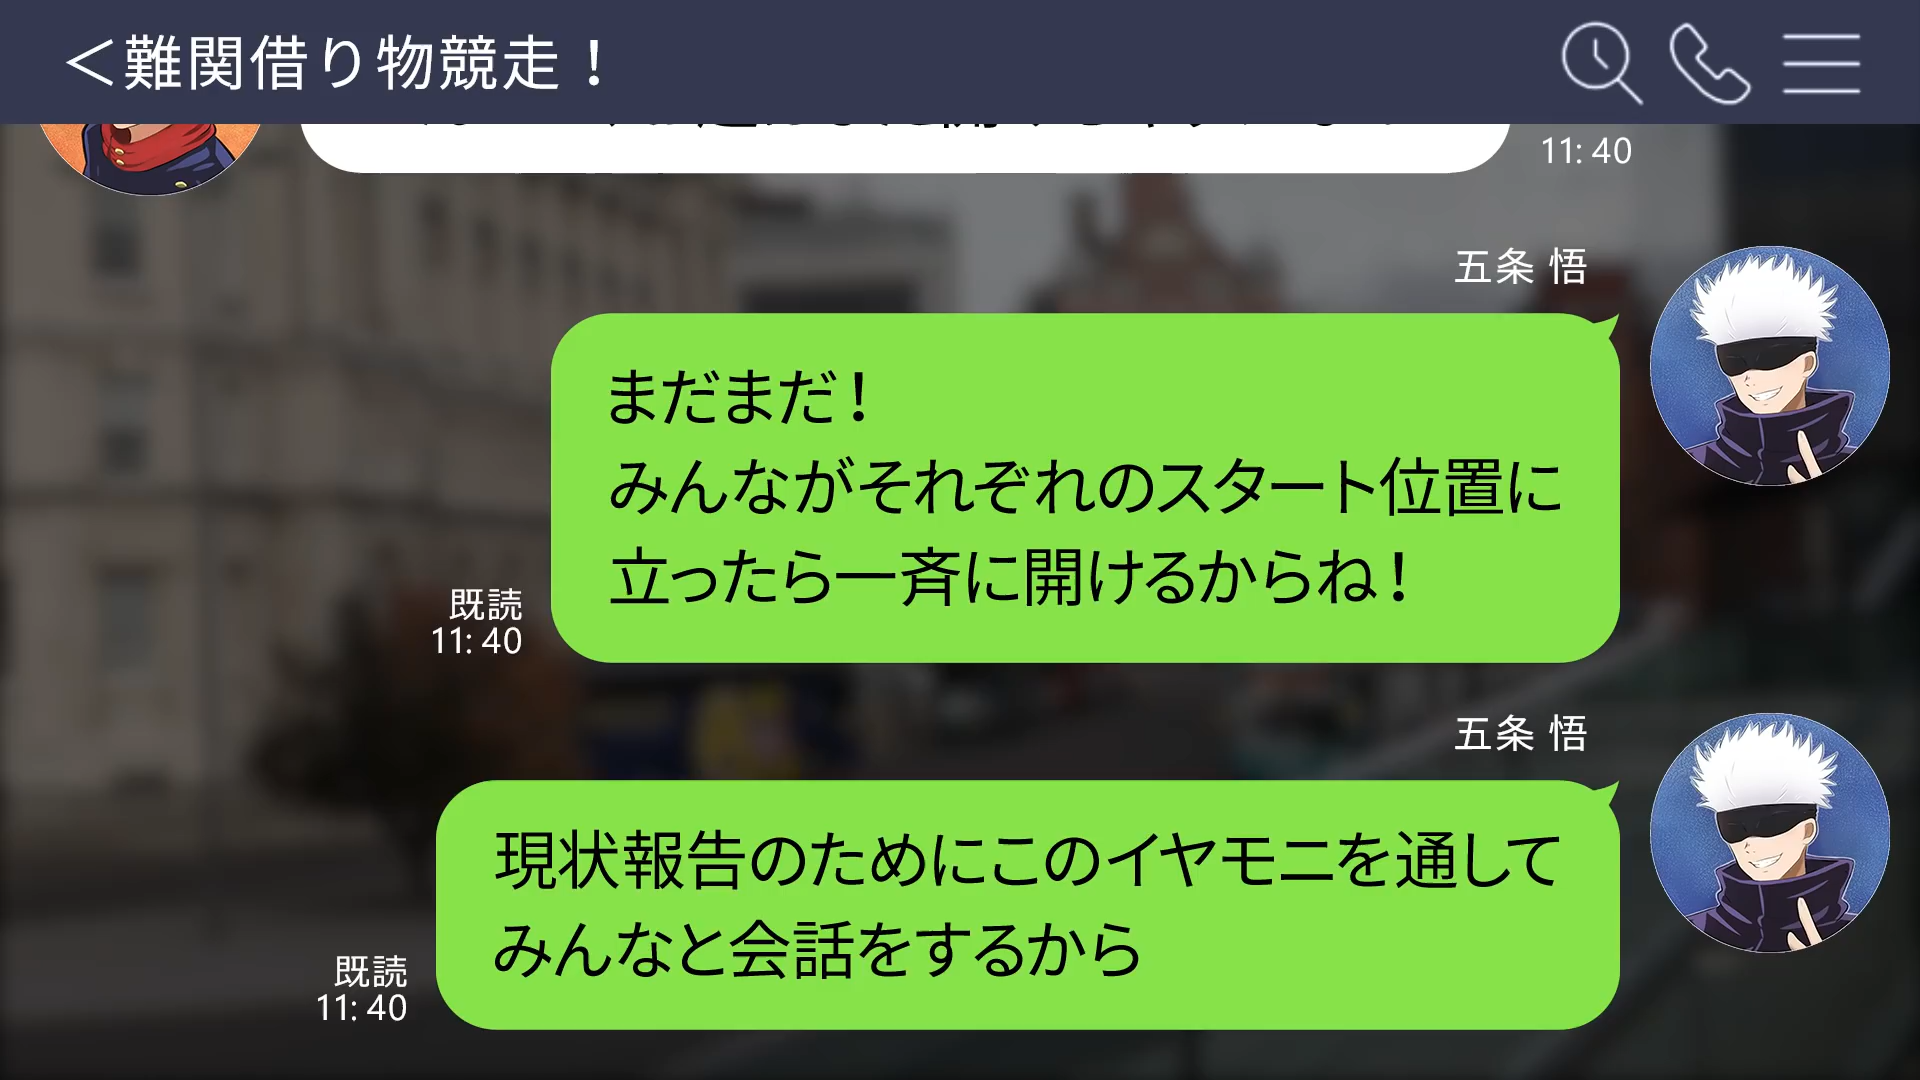 ＜難関借り物競走！
11:40
五条 悟
まだまだ！
みんながそれぞれのスタート位置に
立ったら一斉に開けるからね！
既読
11:40
五条 悟
現状報告のためにこのイヤモニを通して
みんなと会話をするから
既読
11:40